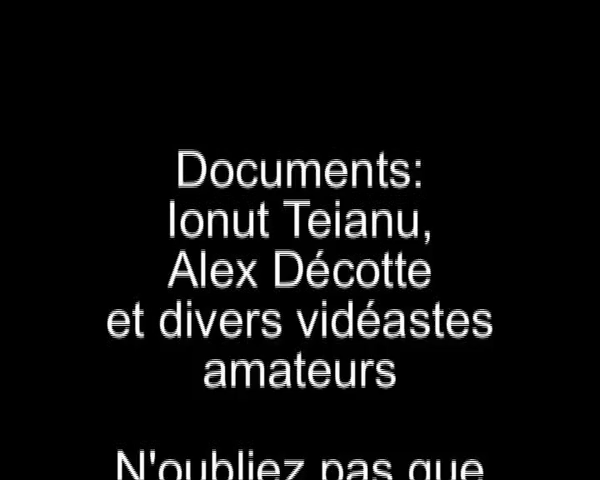 Documents:
Ionut Teianu,
Alex Décotte
et divers vidéastes
amateurs
N'oubliez pas que